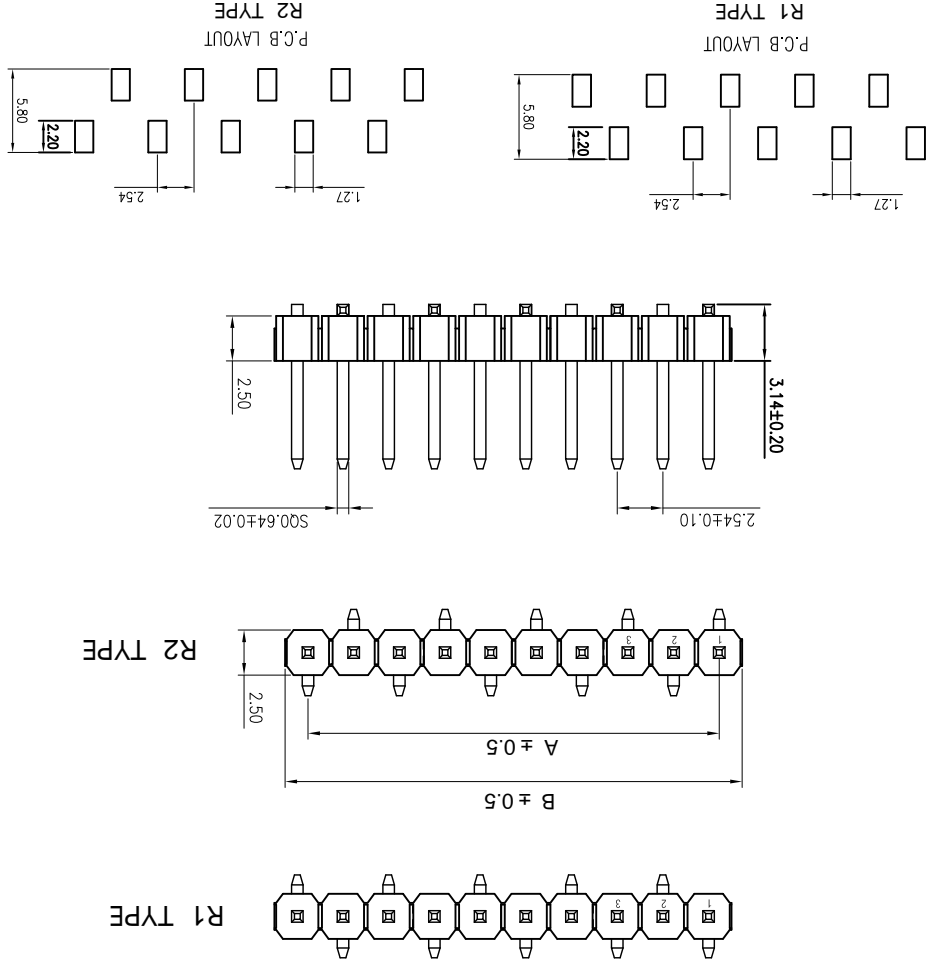 R1 TYPE
1
2
3
B ± 0.5
A ± 0.5
2.50
R2 TYPE
1
2
3
2.54±0.10
SQ0.64±0.02
3.14±0.20
2.50
1.27
2.54
2.20
5.80
P.C.B LAYOUT
R1 TYPE
1.27
2.54
2.20
5.80
P.C.B LAYOUT
R2 TYPE